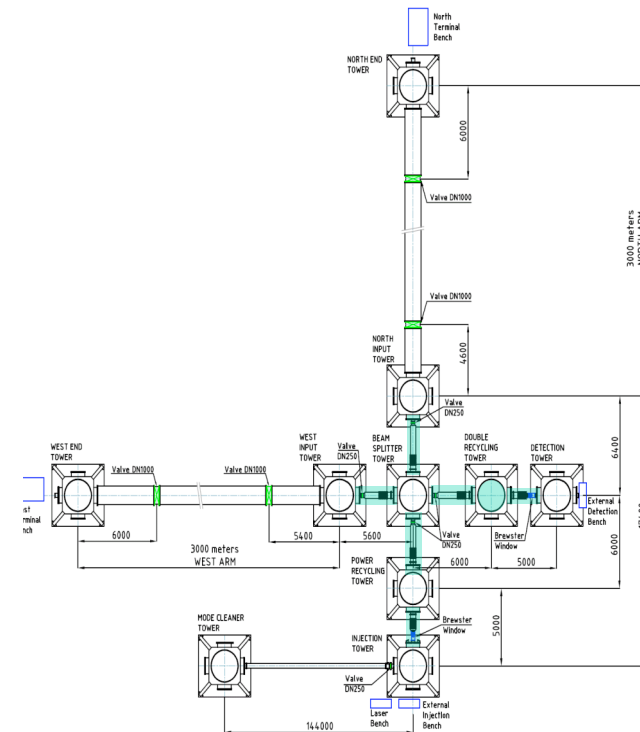 North
Terminal
Bench
NORTH END
TOWER
6000
Valve DN1000
3000 meters
NORTH ARM
Valve DN1000
NORTH
INPUT
TOWER
4600
Valve
DN250
WEST END
TOWER
WEST
INPUT
TOWER
Valve
DN250
BEAM
SPLITTER
TOWER
DOUBLE
RECYCLING
TOWER
DETECTION
TOWER
6400
Valve DN1000
Valve DN1000
External
Detection
Bench
Valve
DN250
Brewster
Window
6000
5400
5600
6000
5000
6000
3000 meters
WEST ARM
POWER
RECYCLING
TOWER
5000
MODE CLEANER
TOWER
INJECTION
TOWER
Brewster
Window
Valve
DN250
Laser
Bench
External
Injection
Bench
144000